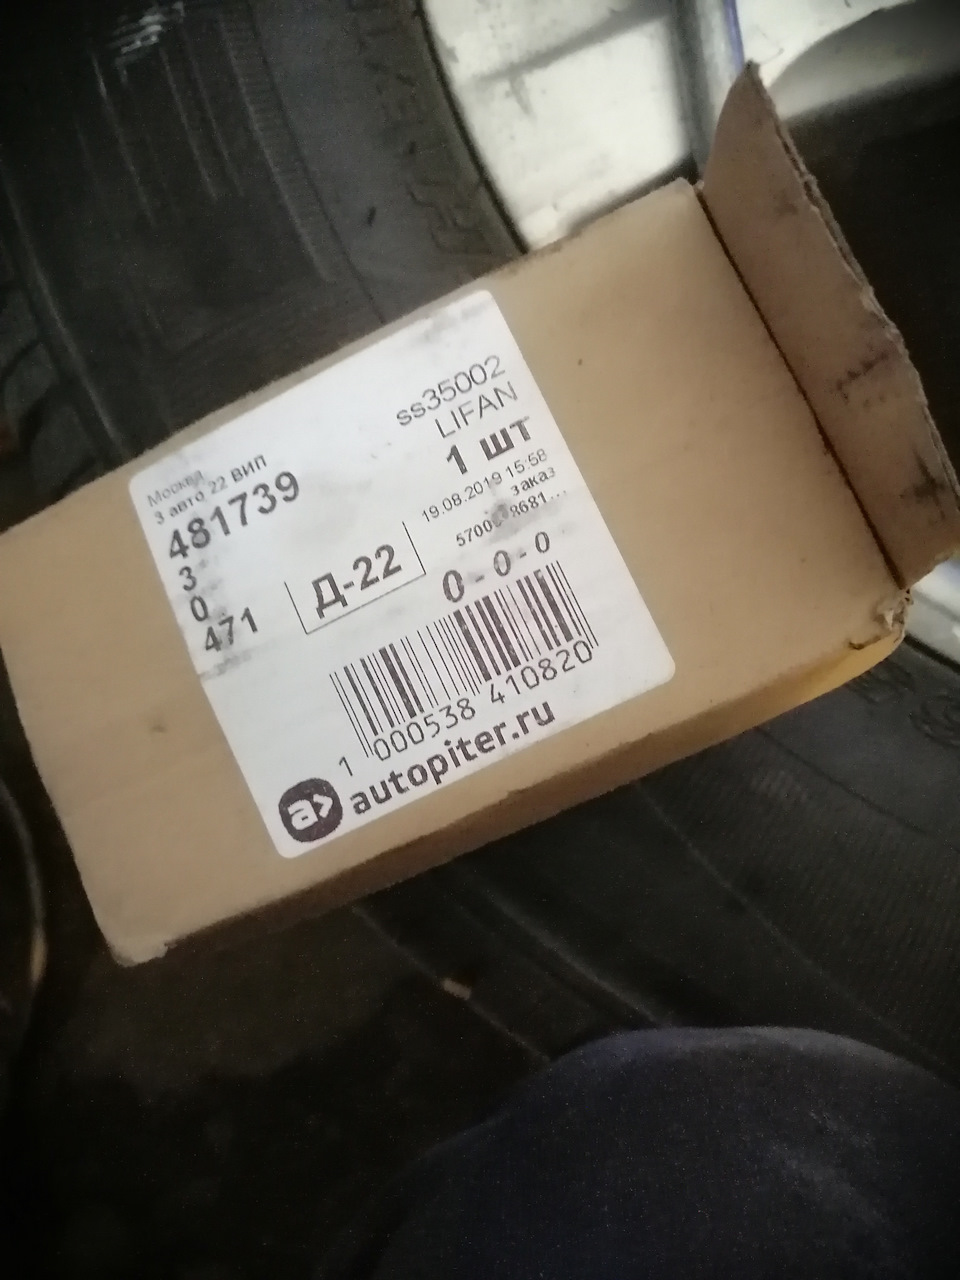 Москва
3 авто 22 ВИП
481739
3
0
471
Д-22
ss35002
LIFAN
1 шт
19.08.2019 15:58
заказ
0 - 0 - 0
1 000538 410820
a> autopiter.ru